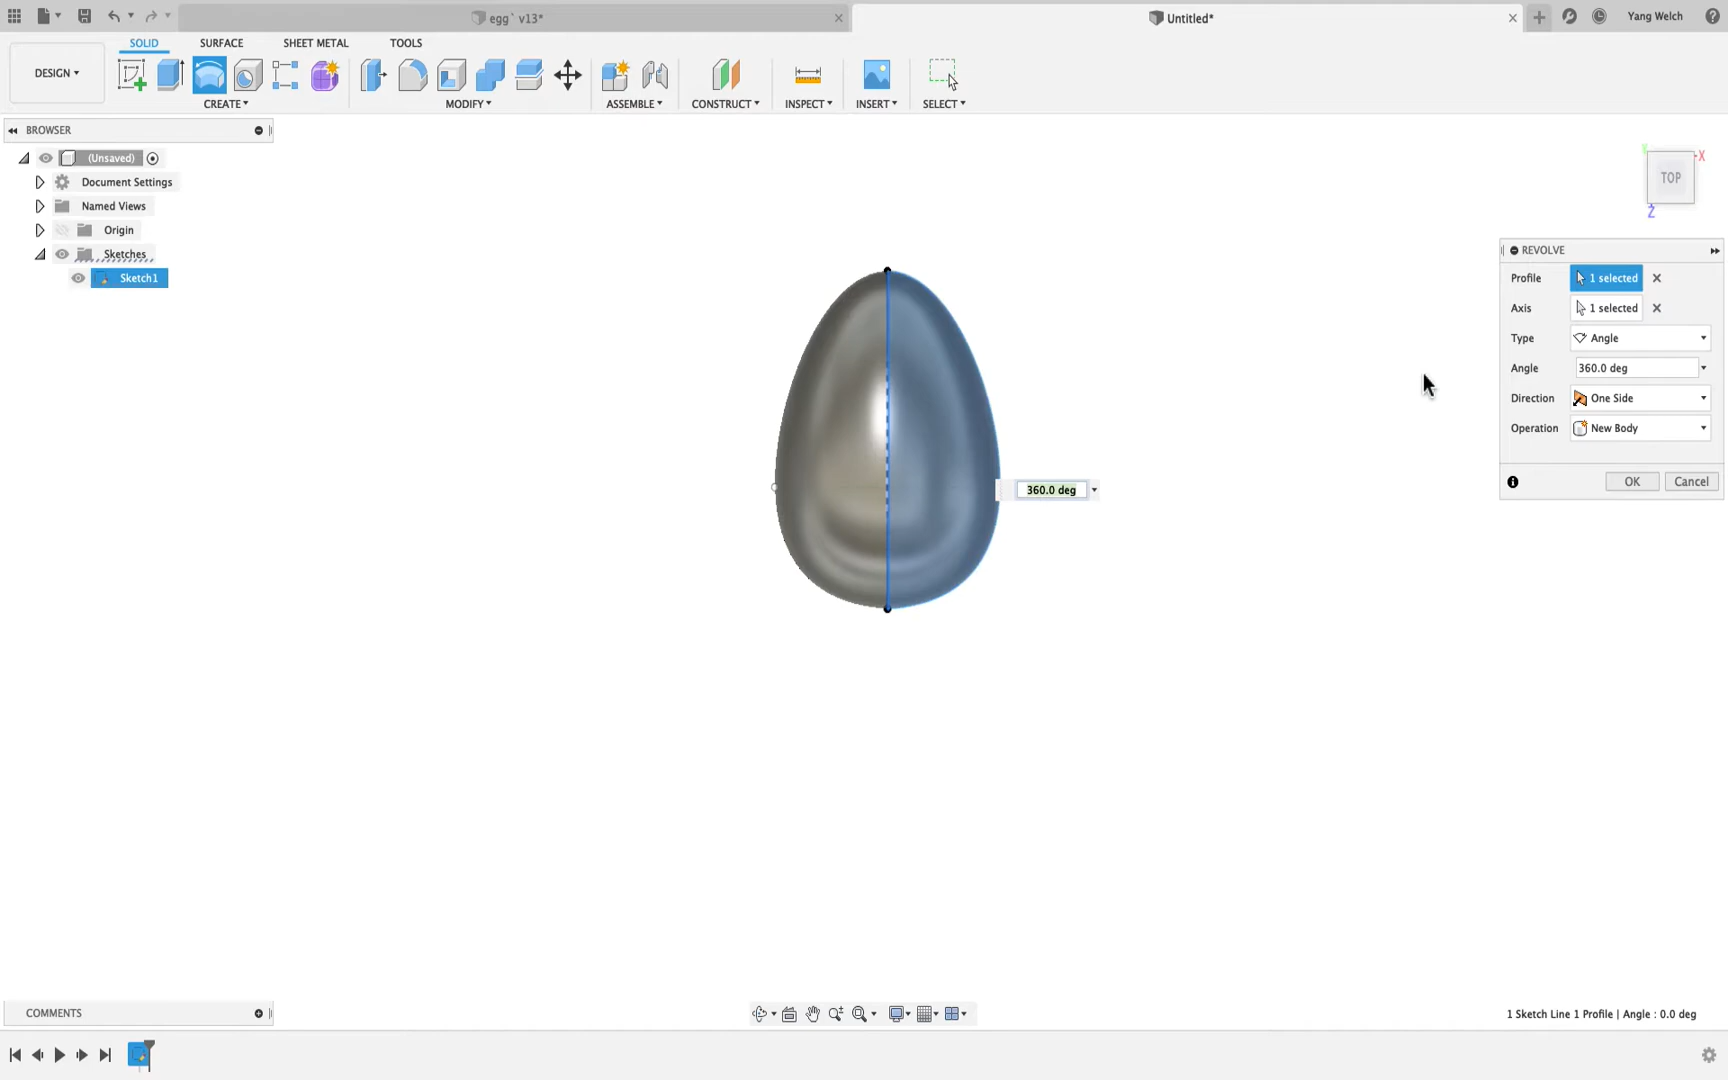 egg` v13*
Untitled*
Yang Welch
DESIGN
SOLID
SURFACE
SHEET METAL
TOOLS
CREATE
MODIFY
ASSEMBLE
CONSTRUCT
INSPECT
INSERT
SELECT
BROWSER
(Unsaved)
Document Settings
Named Views
Origin
Sketches
Sketch1
Y
X
TOP
Z
REVOLVE
Profile 1 selected
Axis 1 selected
Type Angle
Angle 360.0 deg
Direction One Side
Operation New Body
OK Cancel
360.0 deg
COMMENTS
1 Sketch Line 1 Profile | Angle : 0.0 deg